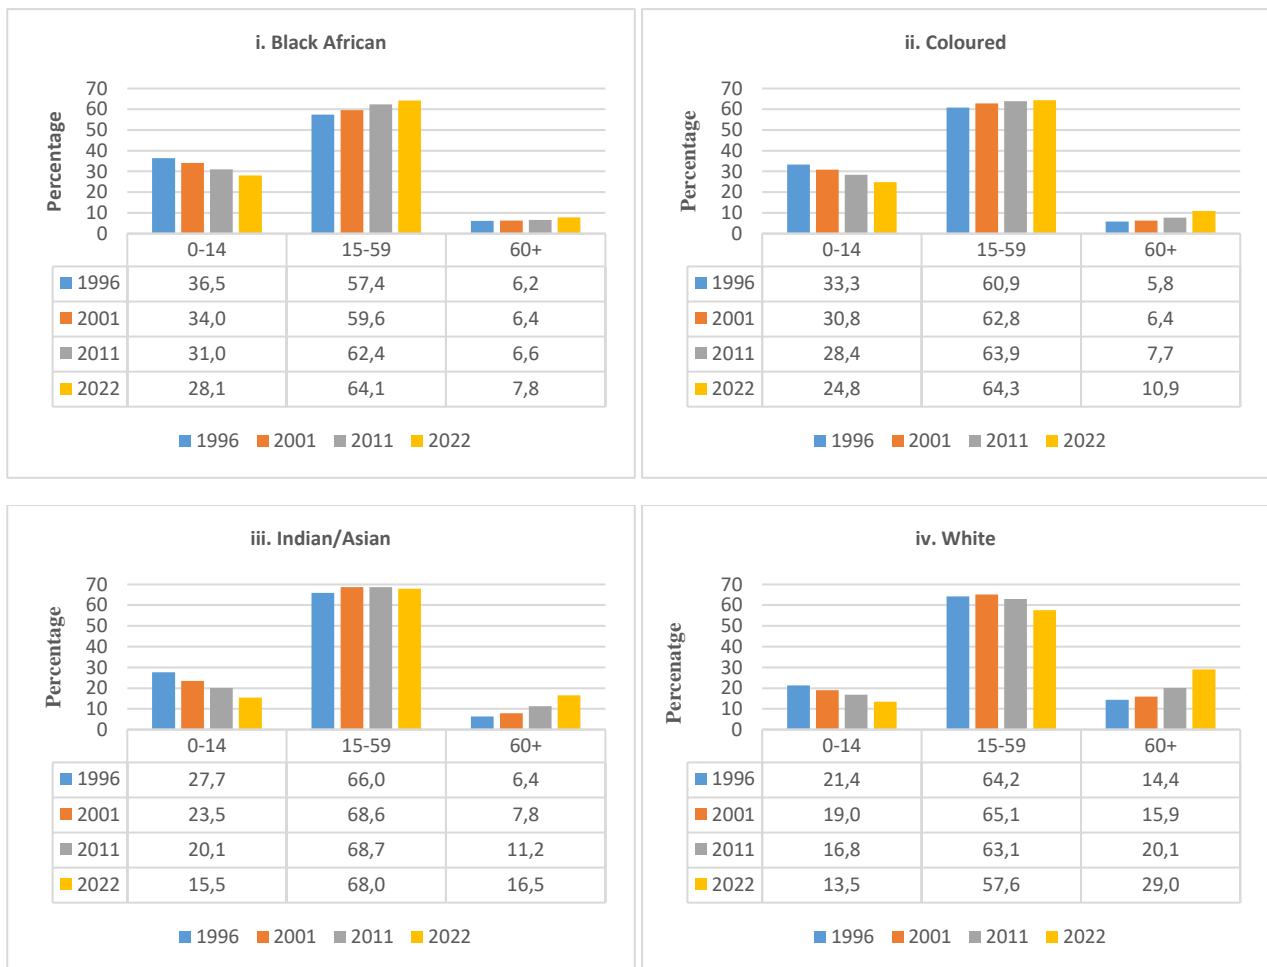 i. Black African
Percentage
70
60
50
40
30
20
10
0
0-14 15-59 60+
1996 36,5 57,4 6,2
2001 34,0 59,6 6,4
2011 31,0 62,4 6,6
2022 28,1 64,1 7,8
1996 2001 2011 2022
ii. Coloured
Percentage
70
60
50
40
30
20
10
0
0-14 15-59 60+
1996 33,3 60,9 5,8
2001 30,8 62,8 6,4
2011 28,4 63,9 7,7
2022 24,8 64,3 10,9
1996 2001 2011 2022
iii. Indian/Asian
Percentage
70
60
50
40
30
20
10
0
0-14 15-59 60+
1996 27,7 66,0 6,4
2001 23,5 68,6 7,8
2011 20,1 68,7 11,2
2022 15,5 68,0 16,5
1996 2001 2011 2022
iv. White
Percenatge
70
60
50
40
30
20
10
0
0-14 15-59 60+
1996 21,4 64,2 14,4
2001 19,0 65,1 15,9
2011 16,8 63,1 20,1
2022 13,5 57,6 29,0
1996 2001 2011 2022